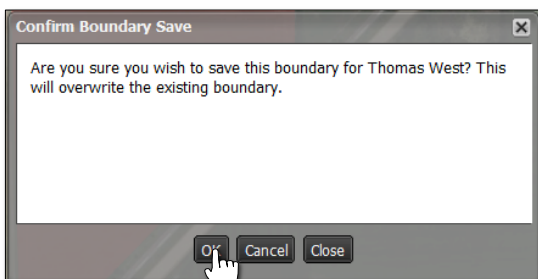 Confirm Boundary Save
Are you sure you wish to save this boundary for Thomas West? This
will overwrite the existing boundary.
OK Cancel Close